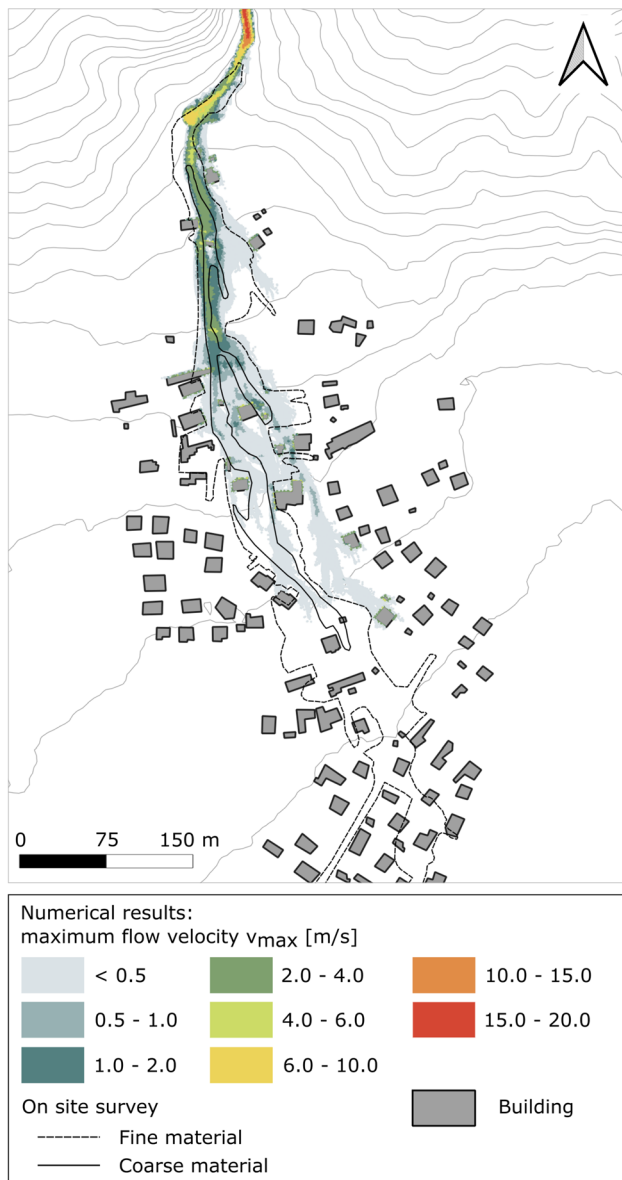 0 75 150 m
Numerical results:
maximum flow velocity vmax [m/s]
< 0.5
2.0 - 4.0
10.0 - 15.0
0.5 - 1.0
4.0 - 6.0
15.0 - 20.0
1.0 - 2.0
6.0 - 10.0
On site survey
Building
Fine material
Coarse material